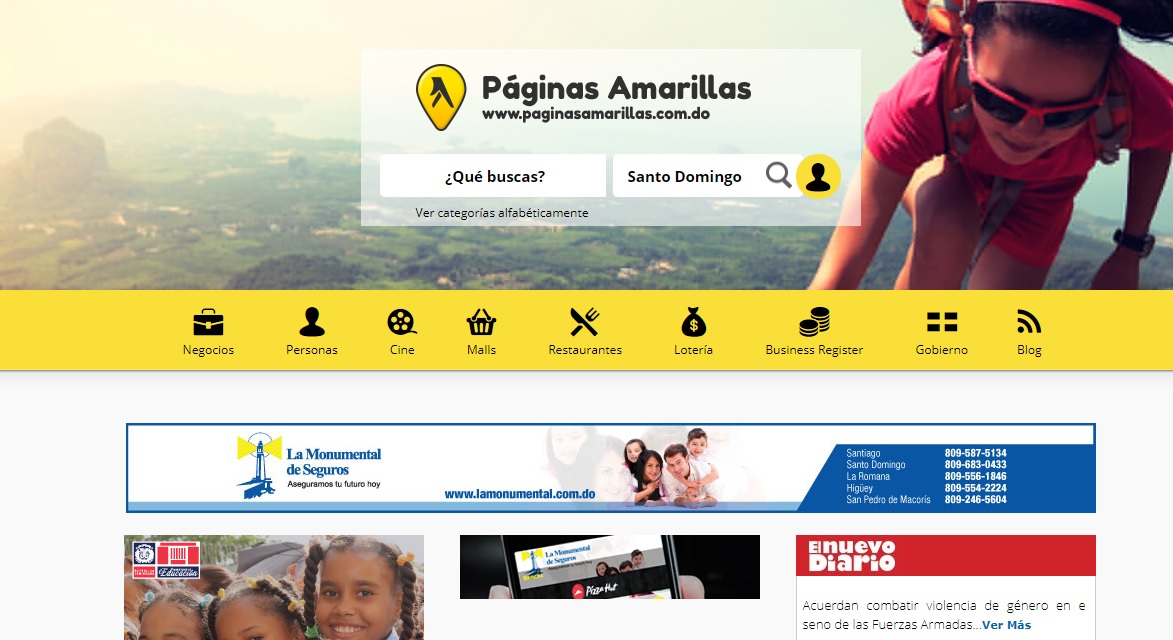 Páginas Amarillas
www.paginasamarillas.com.do
¿Qué buscas?
Santo Domingo
Ver categorías alfabéticamente
Negocios
Personas
Cine
Malls
Restaurantes
Lotería
Business Register
Gobierno
Blog
La Monumental
de Seguros
Aseguramos tu futuro hoy
www.lamonumental.com.do
Santiago 809-587-5134
Santo Domingo 809-683-0433
La Romana 809-556-1846
Higüey 809-554-2224
San Pedro de Macorís 809-246-5604
Educación
La Monumental
de Seguros
Pizza Hut
El nuevo
Diario
Acuerdan combatir violencia de género en e
seno de las Fuerzas Armadas...Ver Más